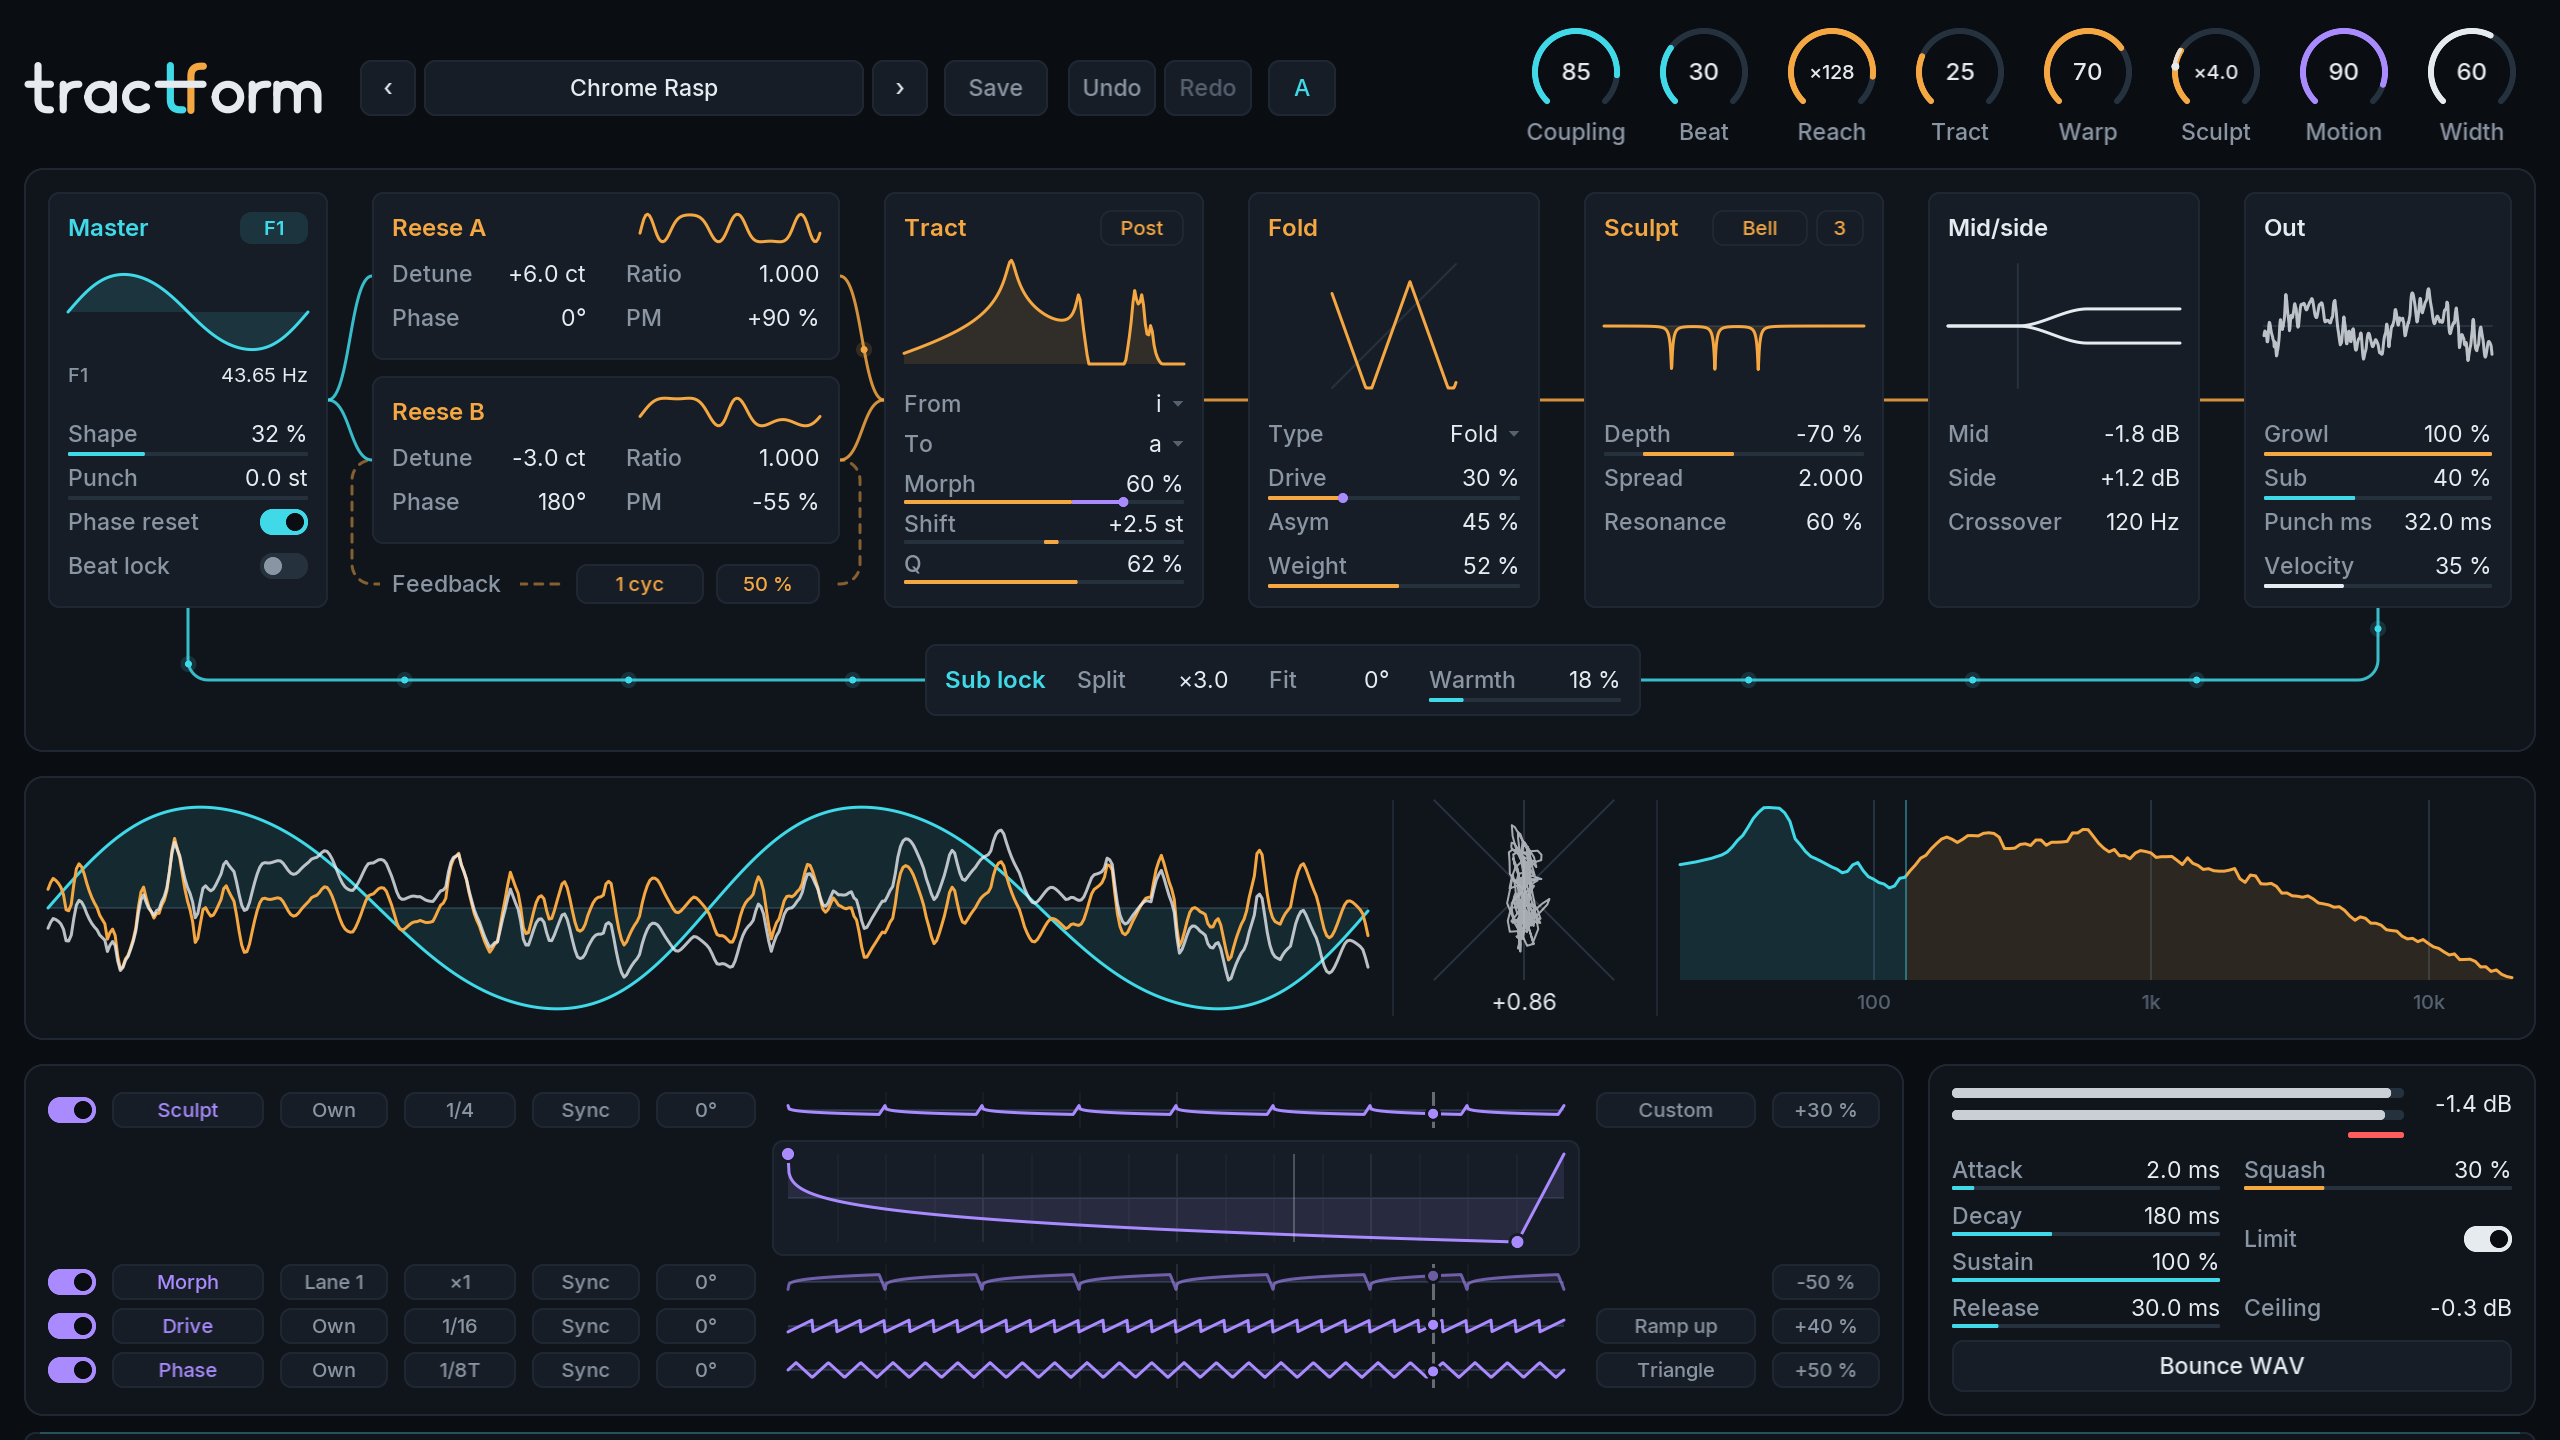 tractform ‹ Chrome Rasp › Save Undo Redo A
85 30 ×128 25 70 ×4.0 90 60
Coupling Beat Reach Tract Warp Sculpt Motion Width
Master F1
F1 43.65 Hz
Shape 32 %
Punch 0.0 st
Phase reset
Beat lock
Reese A
Detune +6.0 ct Ratio 1.000
Phase 0° PM +90 %
Reese B
Detune -3.0 ct Ratio 1.000
Phase 180° PM -55 %
Feedback 1 cyc 50 %
Tract Post
From i
To a
Morph 60 %
Shift +2.5 st
Q 62 %
Fold
Type Fold
Drive 30 %
Asym 45 %
Weight 52 %
Sculpt Bell 3
Depth -70 %
Spread 2.000
Resonance 60 %
Mid/side
Mid -1.8 dB
Side +1.2 dB
Crossover 120 Hz
Out
Growl 100 %
Sub 40 %
Punch ms 32.0 ms
Velocity 35 %
Sub lock Split ×3.0 Fit 0° Warmth 18 %
+0.86
100 1k 10k
Sculpt Own 1/4 Sync 0° Custom +30 %
Morph Lane 1 ×1 Sync 0° -50 %
Drive Own 1/16 Sync 0° Ramp up +40 %
Phase Own 1/8T Sync 0° Triangle +50 %
-1.4 dB
Attack 2.0 ms Squash 30 %
Decay 180 ms
Limit
Sustain 100 %
Release 30.0 ms Ceiling -0.3 dB
Bounce WAV